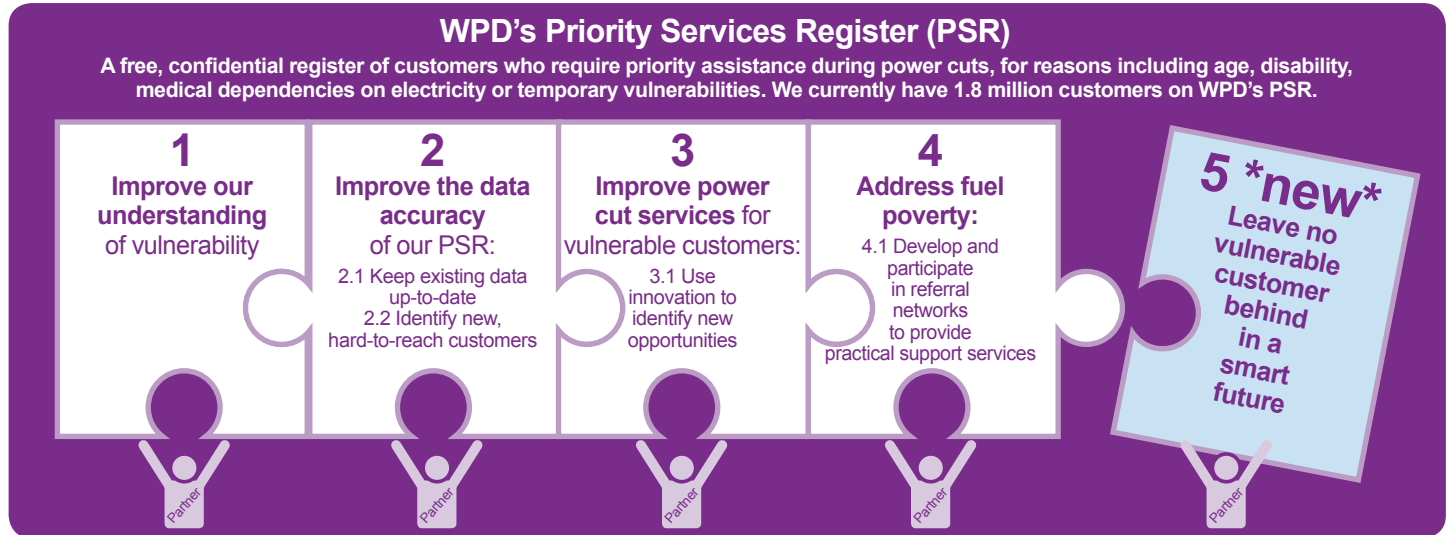 WPD’s Priority Services Register (PSR)
A free, confidential register of customers who require priority assistance during power cuts, for reasons including age, disability,
medical dependencies on electricity or temporary vulnerabilities. We currently have 1.8 million customers on WPD’s PSR.
1
Improve our
understanding
of vulnerability
2
Improve the data
accuracy
of our PSR:
2.1 Keep existing data
up-to-date
2.2 Identify new,
hard-to-reach customers
3
Improve power
cut services for
vulnerable customers:
3.1 Use
innovation to
identify new
opportunities
4
Address fuel
poverty:
4.1 Develop and
participate
in referral
networks
to provide
practical support services
5 *new*
Leave no
vulnerable
customer
behind
in a
smart
future
Partner
Partner
Partner
Partner
Partner